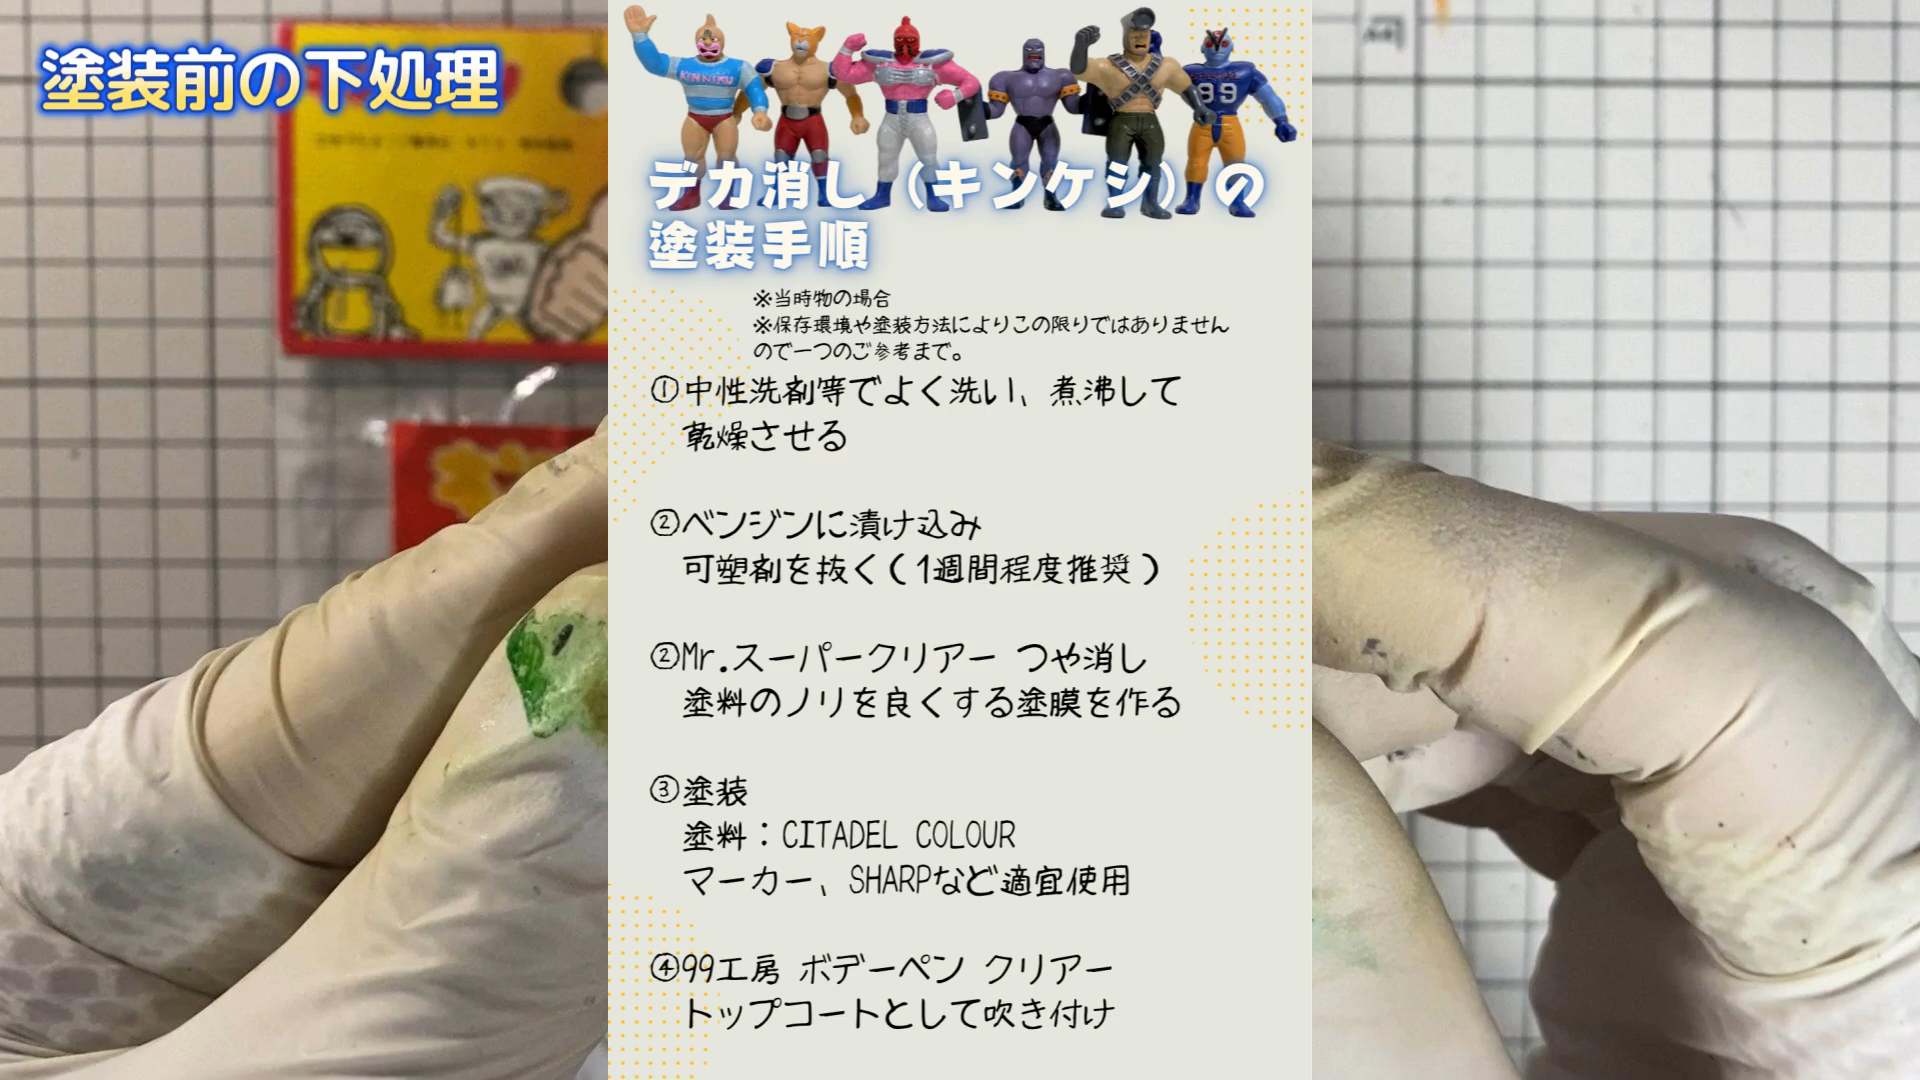 塗装前の下処理
KINNIKU
89
デカ消し（キンケシ）の
塗装手順
※当時物の場合
※保存環境や塗装方法によりこの限りではありません
ので一つのご参考まで。
①中性洗剤等でよく洗い、煮沸して
乾燥させる
②ベンジンに漬け込み
可塑剤を抜く（1週間程度推奨）
②Mr.スーパークリアー つや消し
塗料のノリを良くする塗膜を作る
③塗装
塗料：CITADEL COLOUR
マーカー、SHARPなど適宜使用
④99工房 ボデーペン クリアー
トップコートとして吹き付け